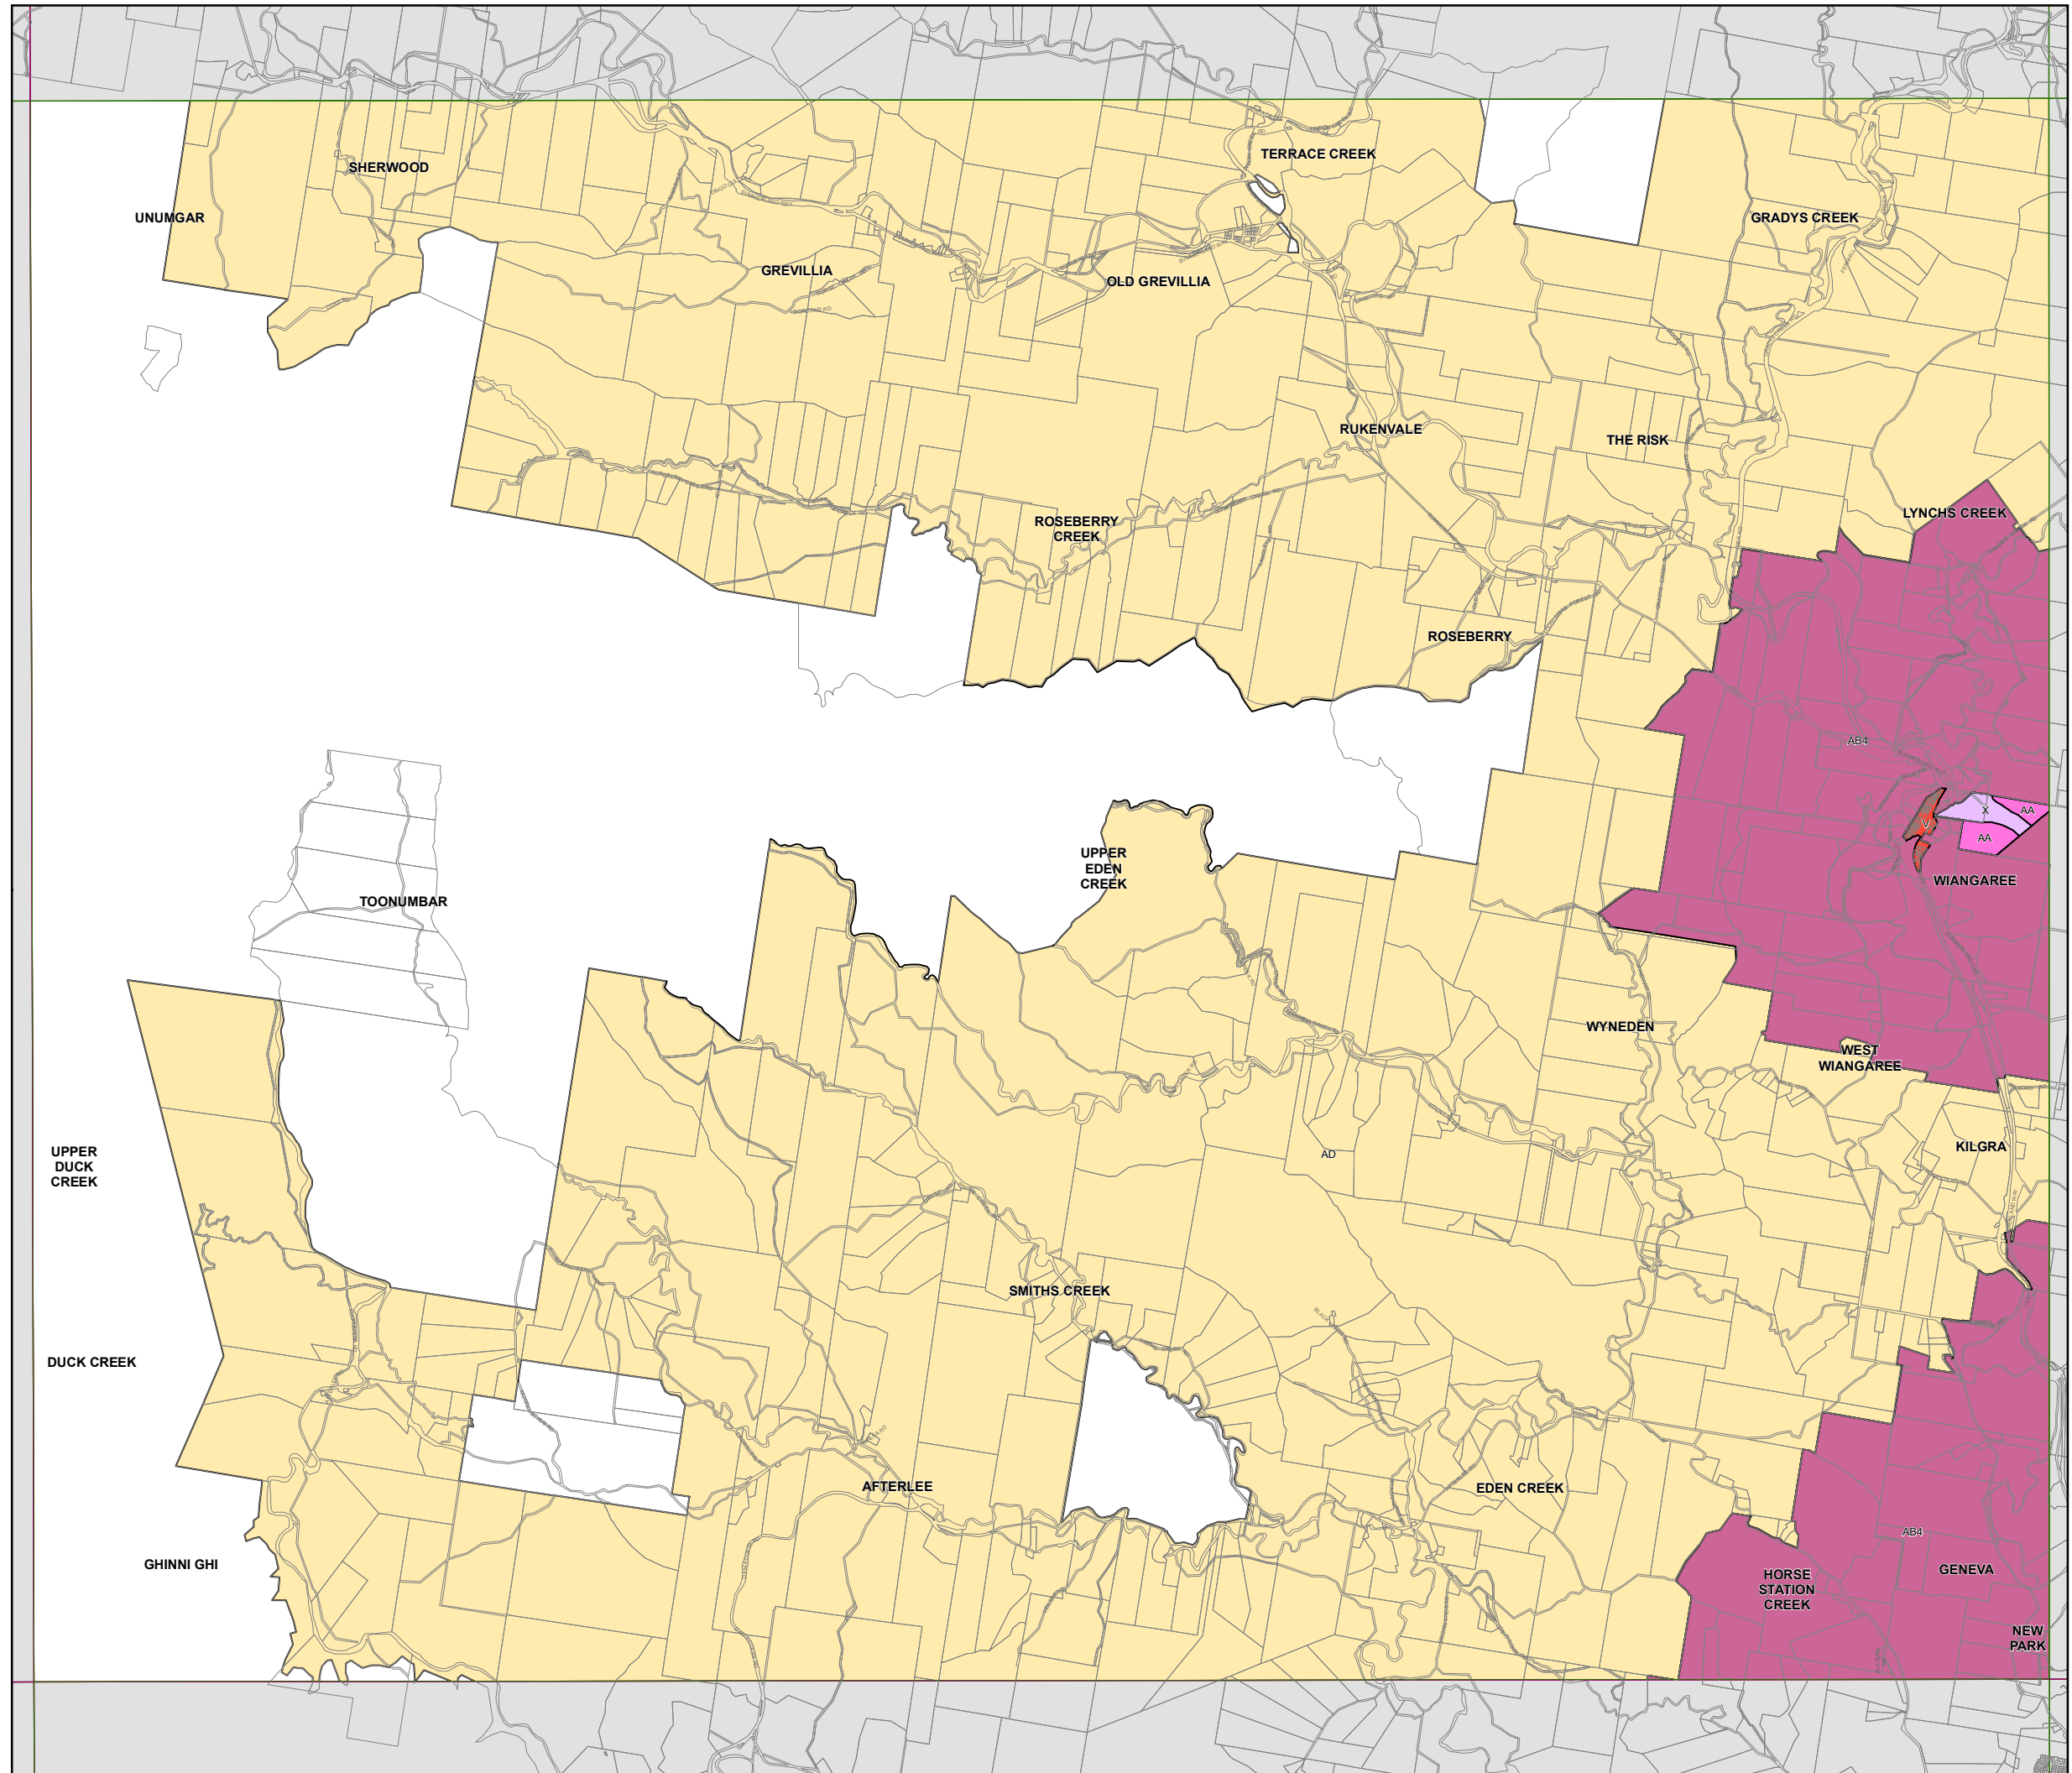 TERRACE CREEK
SHERWOOD
UNUMGAR
GRADYS CREEK
GREVILLIA
OLD GREVILLIA
RUKENVALE
THE RISK
LYNCHS CREEK
ROSEBERRY
CREEK
ROSEBERRY
AB4
X
AA
V
AA
UPPER
EDEN
CREEK
WIANGAREE
TOONUMBAR
WYNEDEN
WEST
WIANGAREE
KILGRA
AD
UPPER
DUCK
CREEK
SMITHS CREEK
DUCK CREEK
AFTERLEE
EDEN CREEK
AB4
GHINNI GHI
GENEVA
HORSE
STATION
CREEK
NEW
PARK